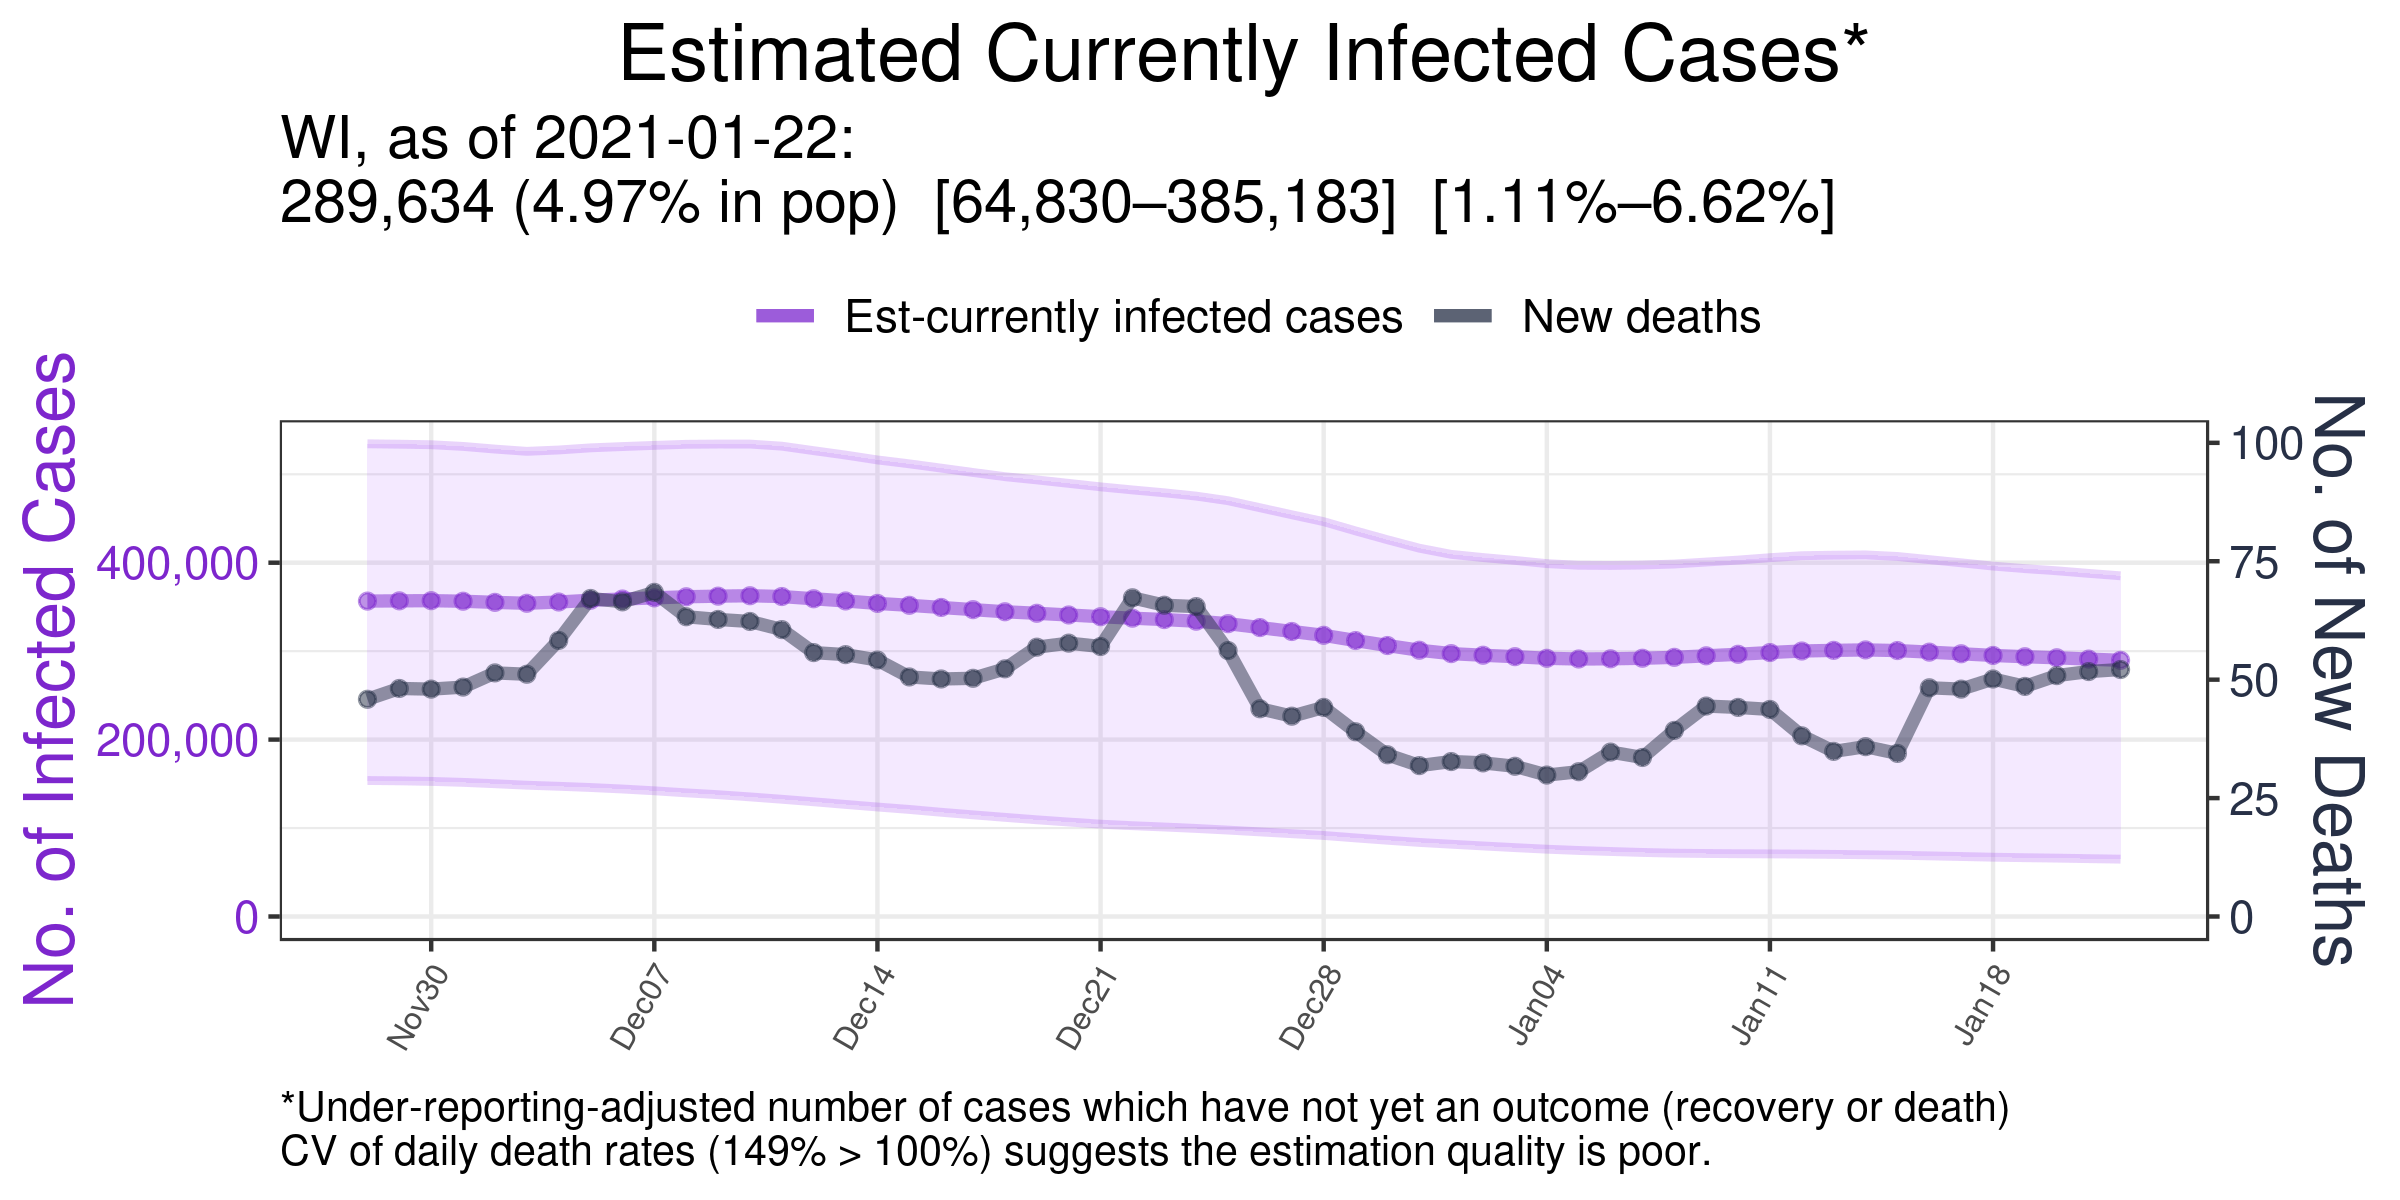 Estimated Currently Infected Cases*
WI, as of 2021-01-22:
289,634 (4.97% in pop) [64,830–385,183] [1.11%–6.62%]
Est-currently infected cases
New deaths
No. of Infected Cases
400,000
200,000
0
100
75
50
25
0
No. of New Deaths
Nov30
Dec07
Dec14
Dec21
Dec28
Jan04
Jan11
Jan18
*Under-reporting-adjusted number of cases which have not yet an outcome (recovery or death)
CV of daily death rates (149% > 100%) suggests the estimation quality is poor.